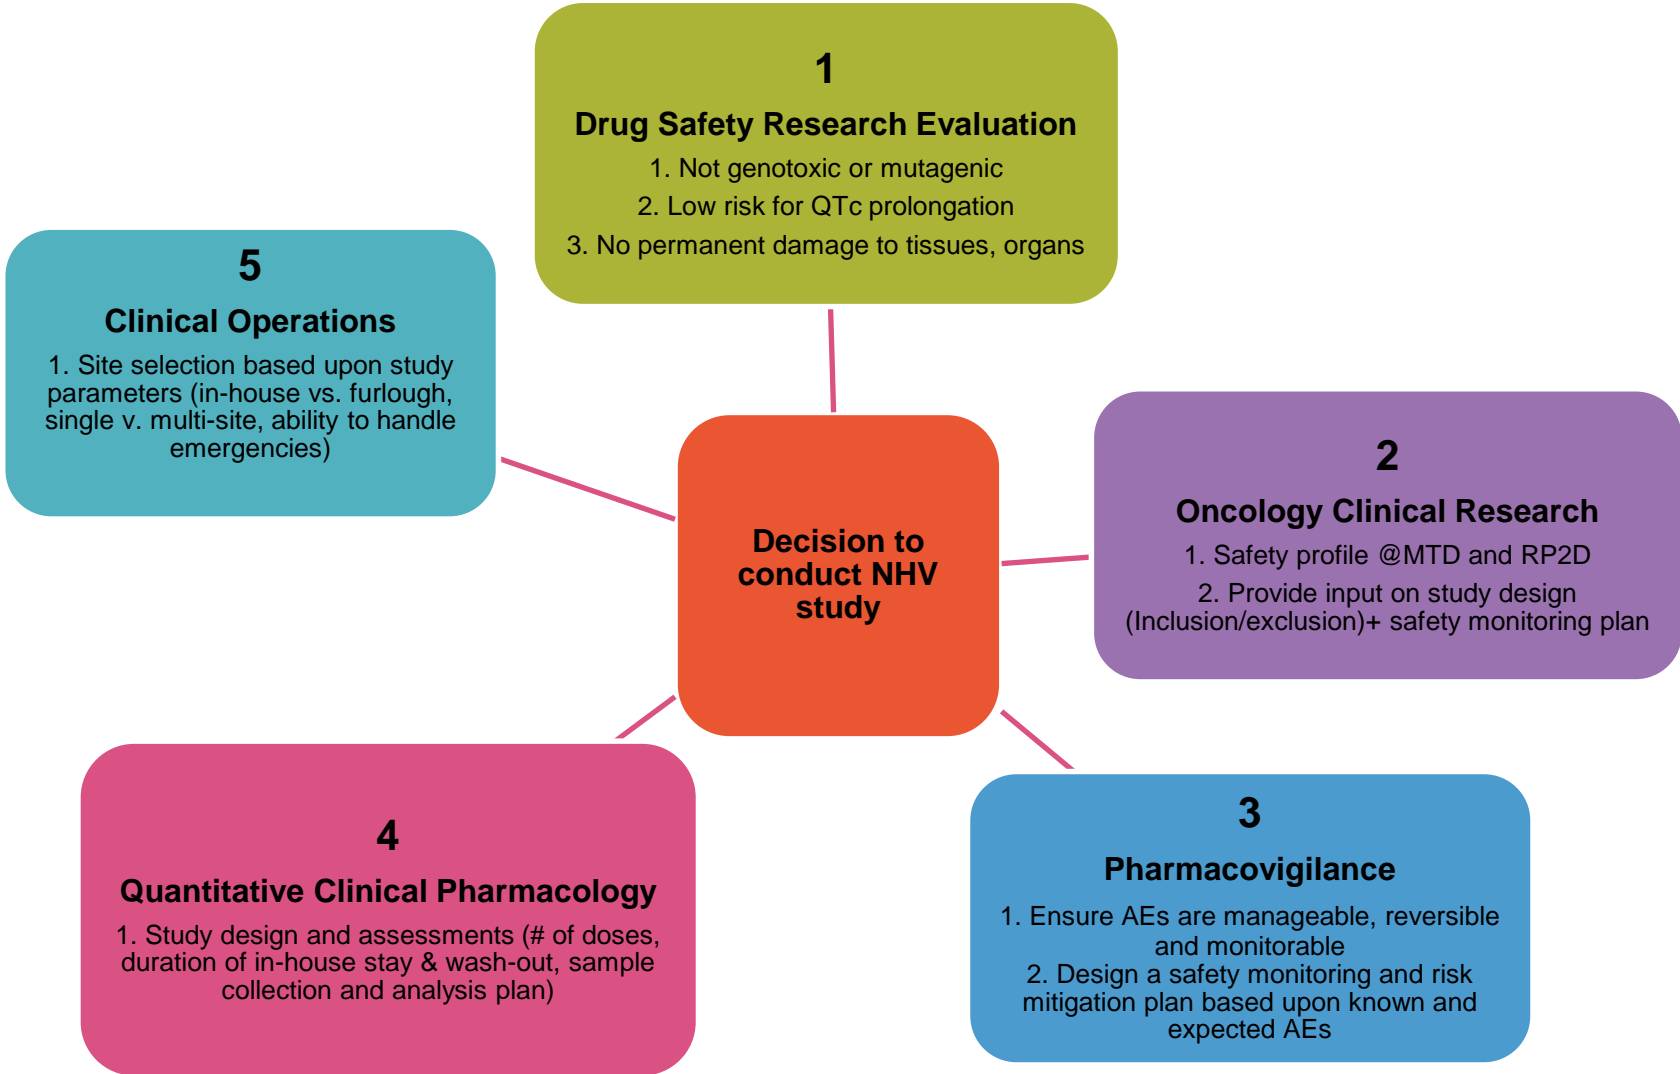 1
Drug Safety Research Evaluation
1. Not genotoxic or mutagenic
2. Low risk for QTc prolongation
3. No permanent damage to tissues, organs
5
Clinical Operations
1. Site selection based upon study
parameters (in-house vs. furlough,
single v. multi-site, ability to handle
emergencies)
Decision to
conduct NHV
study
2
Oncology Clinical Research
1. Safety profile @MTD and RP2D
2. Provide input on study design
(Inclusion/exclusion)+ safety monitoring plan
4
Quantitative Clinical Pharmacology
1. Study design and assessments (# of doses,
duration of in-house stay & wash-out, sample
collection and analysis plan)
3
Pharmacovigilance
1. Ensure AEs are manageable, reversible
and monitorable
2. Design a safety monitoring and risk
mitigation plan based upon known and
expected AEs